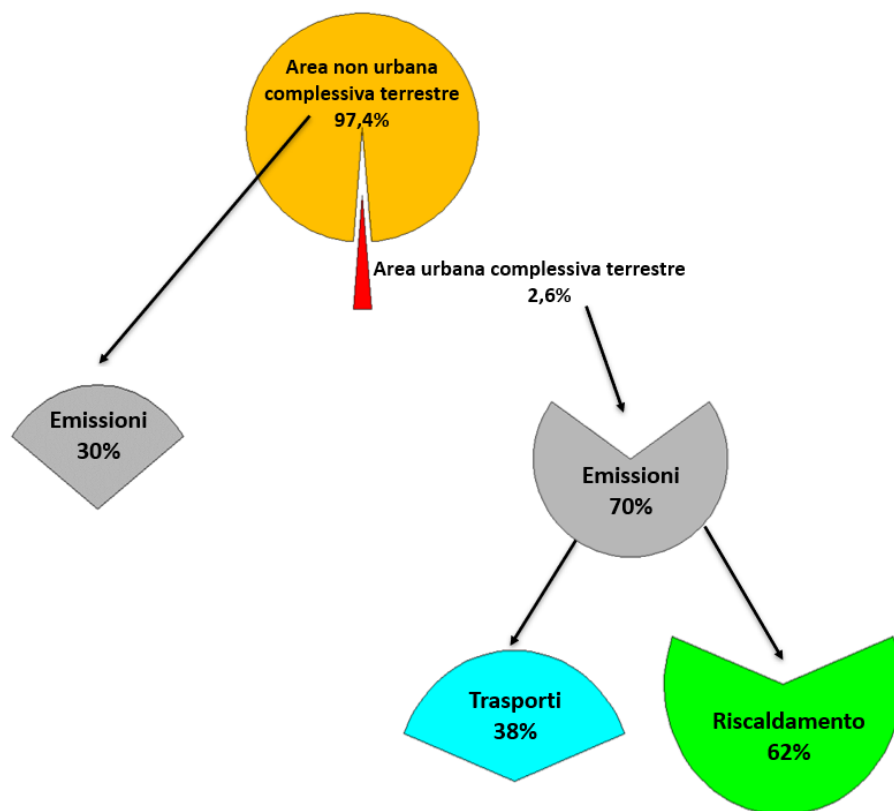 Area non urbana
complessiva terrestre
97,4%
Area urbana complessiva terrestre
2,6%
Emissioni
30%
Emissioni
70%
Trasporti
38%
Riscaldamento
62%